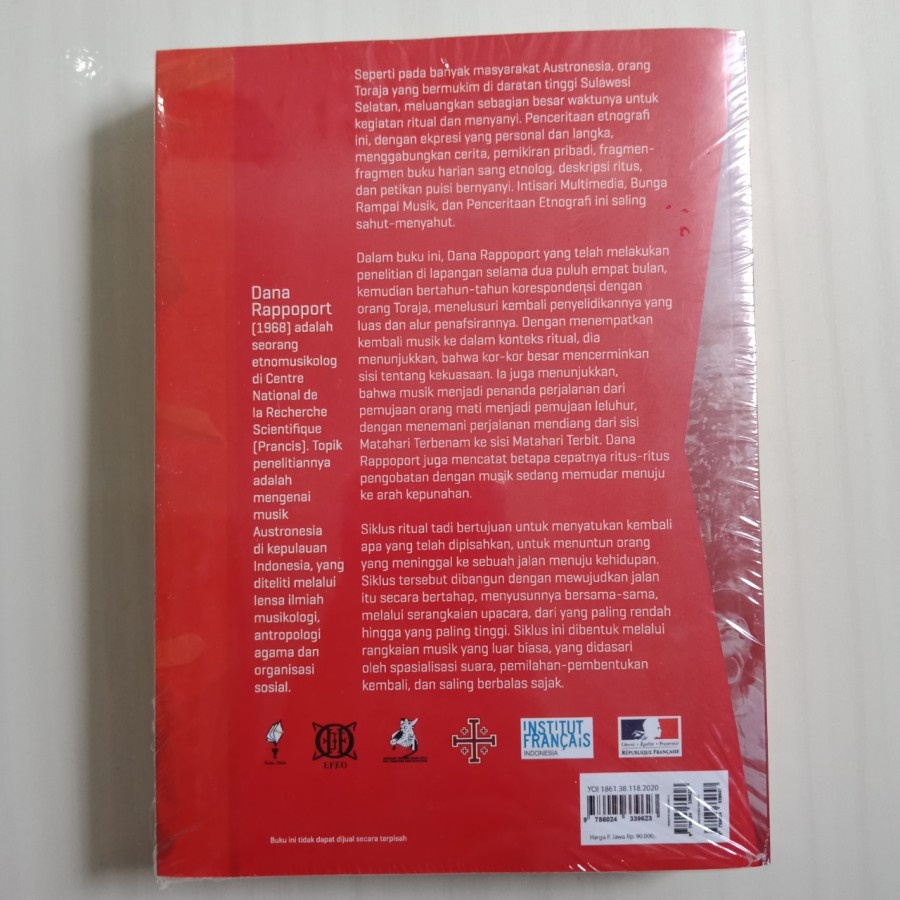 Seperti pada banyak masyarakat Austronesia, orang
Toraja yang bermukim di daratan tinggi Sulawesi
Selatan, meluangkan sebagian besar waktunya untuk
kegiatan ritual dan menyanyi. Penceritaan etnografi
ini, dengan ekpresi yang personal dan langka,
menggabungkan cerita, pemikiran pribadi, fragmen-
fragmen buku harian sang etnolog, deskripsi ritus,
dan petikan puisi bernyanyi. Intisari Multimedia, Bunga
Rampai Musik, dan Penceritaan Etnografi ini saling
sahut-menyahut.
Dalam buku ini, Dana Rappoport yang telah melakukan
penelitian di lapangan selama dua puluh empat bulan,
kemudian bertahun-tahun korespondensi dengan
orang Toraja, menelusuri kembali penyelidikannya yang
luas dan alur penafsirannya. Dengan menempatkan
kembali musik ke dalam konteks ritual, dia
menunjukkan, bahwa kor-kor besar mencerminkan
sisi tentang kekuasaan. Ia juga menunjukkan,
bahwa musik menjadi penanda perjalanan dari
pemujaan orang mati menjadi pemujaan leluhur,
dengan menemani perjalanan mendiang dari sisi
Matahari Terbenam ke sisi Matahari Terbit. Dana
Rappoport juga mencatat betapa cepatnya ritus-ritus
pengobatan dengan musik sedang memudar menuju
ke arah kepunahan.
Siklus ritual tadi bertujuan untuk menyatukan kembali
apa yang telah dipisahkan, untuk menuntun orang
yang meninggal ke sebuah jalan menuju kehidupan.
Siklus tersebut dibangun dengan mewujudkan jalan
itu secara bertahap, menyusunnya bersama-sama,
melalui serangkaian upacara, dari yang paling rendah
hingga yang paling tinggi. Siklus ini dibentuk melalui
rangkaian musik yang luar biasa, yang didasari
oleh spasialisasi suara, pemilahan-pembentukan
kembali, dan saling berbalas sajak.
Dana
Rappoport
(1968) adalah
seorang
etnomusikolog
di Centre
National de
la Recherche
Scientifique
(Prancis). Topik
penelitiannya
adalah
mengenai
musik
Austronesia
di kepulauan
Indonesia, yang
diteliti melalui
lensa ilmiah
musikologi,
antropologi
agama dan
organisasi
sosial.
EFEO
INSTITUT
FRANÇAIS
INDONESIA
Liberté • Égalité • Fraternité
RÉPUBLIQUE FRANÇAISE
YOI 1861.38.118.2020
9 786024 339623
Harga P. Jawa Rp. 90.000,-
Buku ini tidak dapat dijual secara terpisah